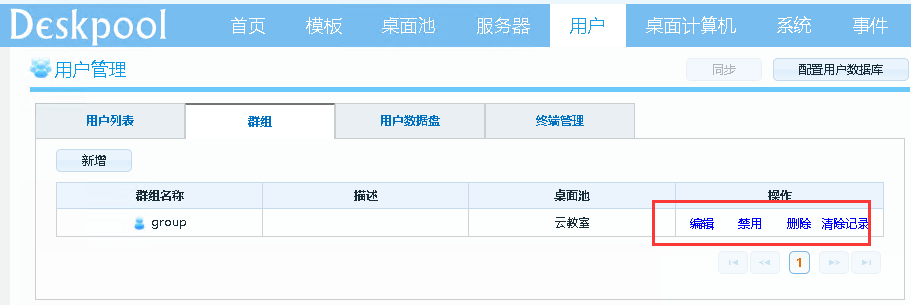 Deskpool 首页 模板 桌面池 服务器 用户 桌面计算机 系统 事件
用户管理 同步 配置用户数据库
用户列表 群组 用户数据盘 终端管理
新增
群组名称 描述 桌面池 操作
group 云教室 编辑 禁用 删除 清除记录
1